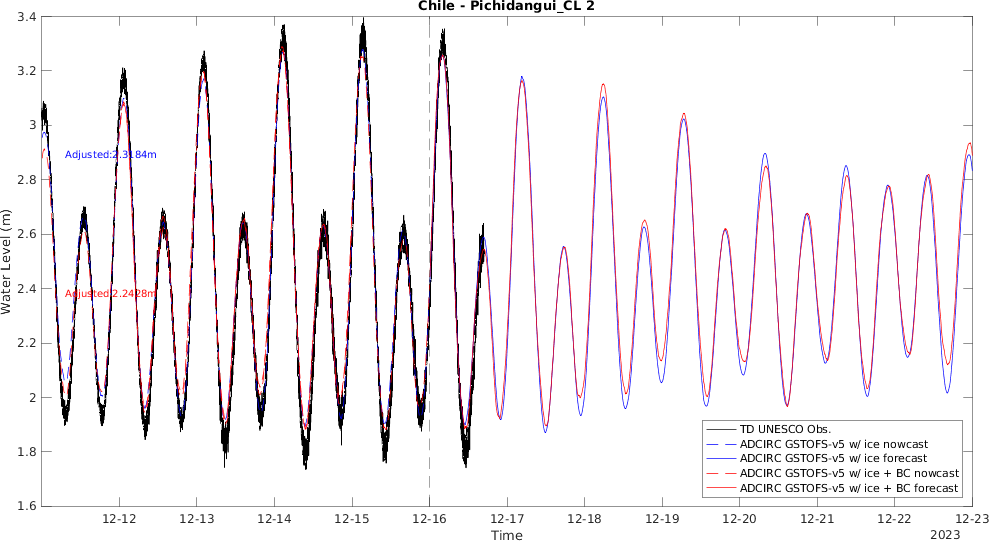 Chile - Pichidangui_CL 2
3.4
3.2
3
2.8
2.6
2.4
2.2
2
1.8
1.6
Water Level (m)
Adjusted:2.3184m
Adjusted:2.2428m
TD UNESCO Obs.
ADCIRC GSTOFS-v5 w/ ice nowcast
ADCIRC GSTOFS-v5 w/ ice forecast
ADCIRC GSTOFS-v5 w/ ice + BC nowcast
ADCIRC GSTOFS-v5 w/ ice + BC forecast
12-12 12-13 12-14 12-15 12-16 12-17 12-18 12-19 12-20 12-21 12-22 12-23
Time
2023